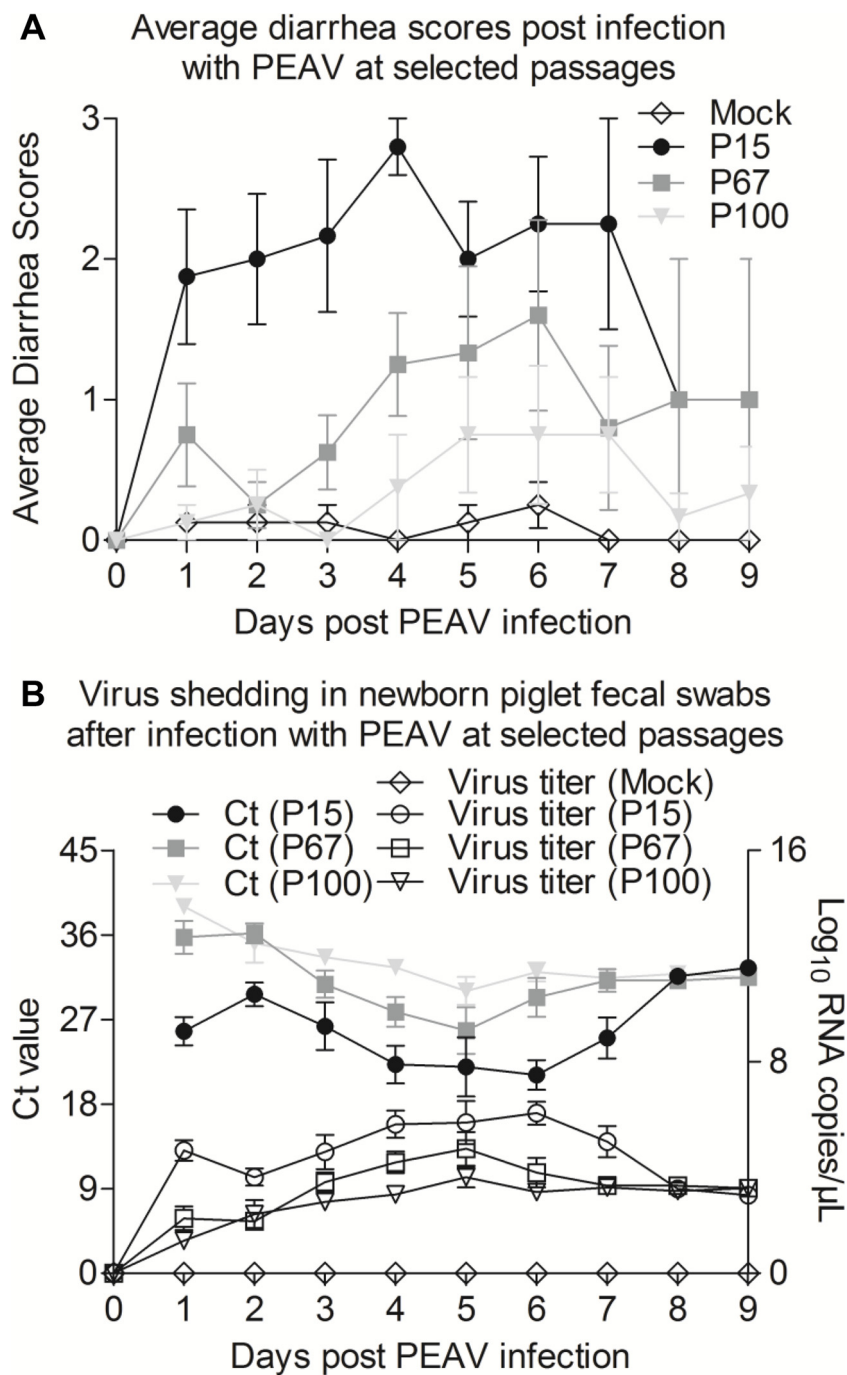 A
Average diarrhea scores post infection
with PEAV at selected passages
Average Diarrhea Scores
3
2
1
0
Mock
P15
P67
P100
0 1 2 3 4 5 6 7 8 9
Days post PEAV infection
B
Virus shedding in newborn piglet fecal swabs
after infection with PEAV at selected passages
Ct (P15)
Ct (P67)
Ct (P100)
Virus titer (Mock)
Virus titer (P15)
Virus titer (P67)
Virus titer (P100)
Ct value
45
36
27
18
9
0
16
8
0
Log10 RNA copies/µL
0 1 2 3 4 5 6 7 8 9
Days post PEAV infection